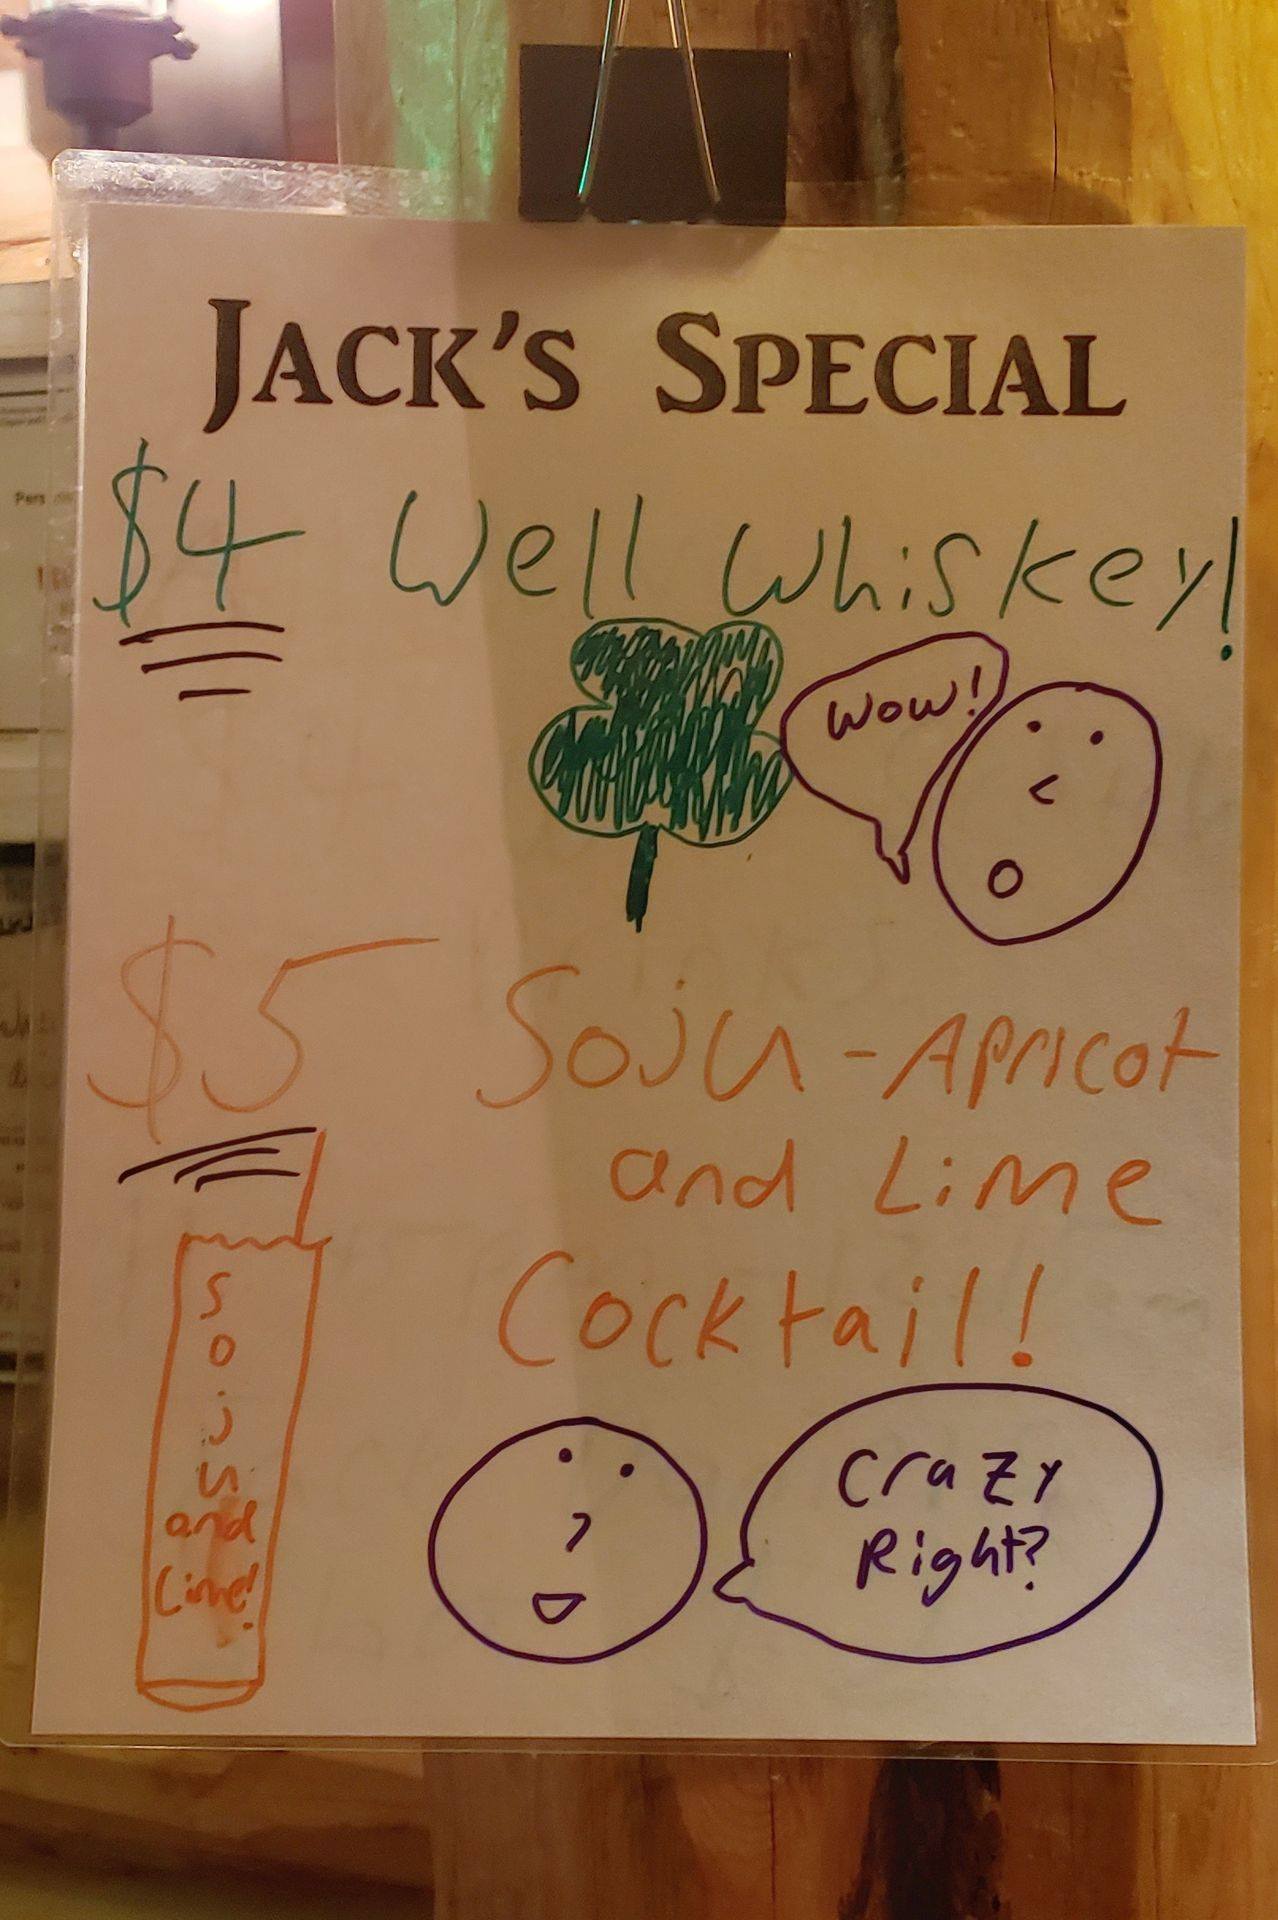 JACK'S SPECIAL
$4 Well Whiskey!
Wow!
$5 Soju - Apricot
and Lime
Cocktail!
Soju
and
Lime!
Crazy
Right?